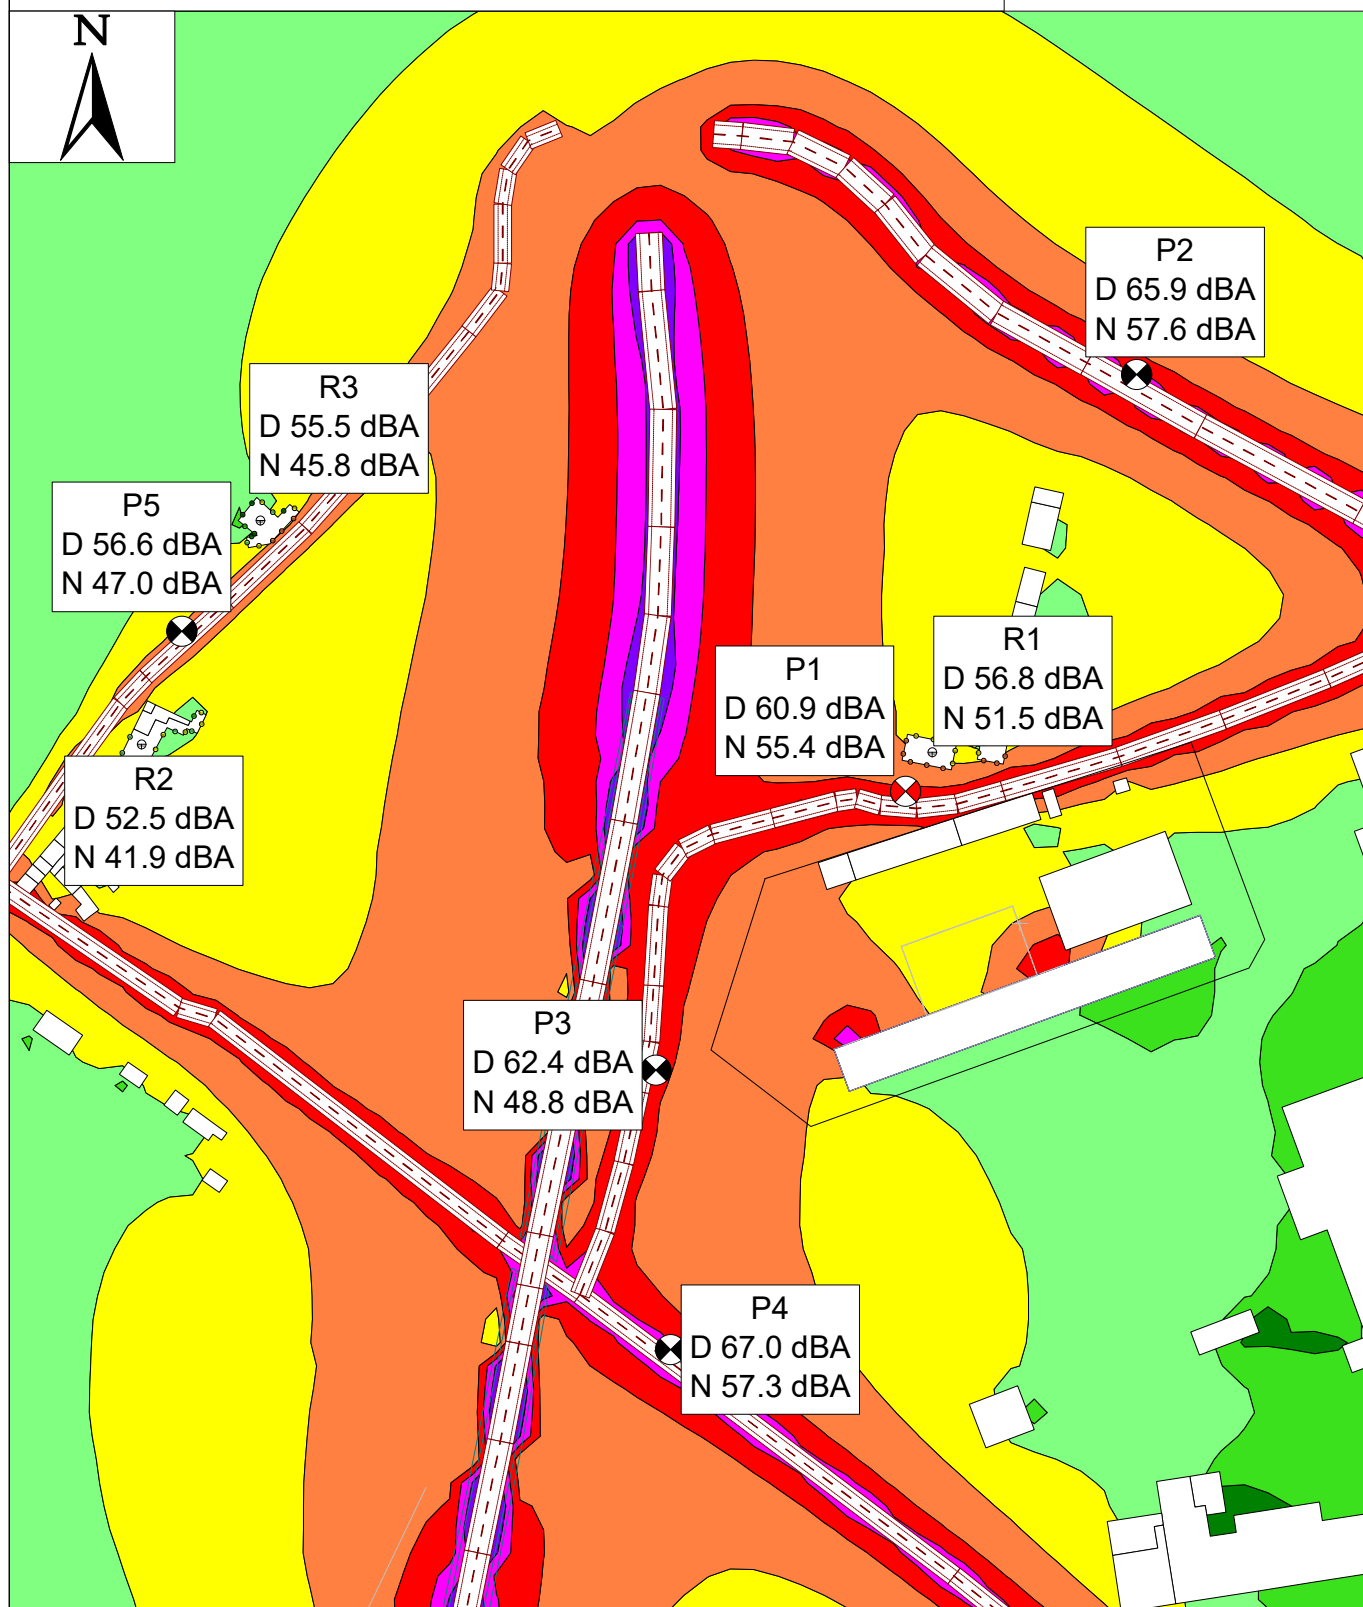 N
P2
D 65.9 dBA
N 57.6 dBA
R3
D 55.5 dBA
N 45.8 dBA
P5
D 56.6 dBA
N 47.0 dBA
R1
D 56.8 dBA
N 51.5 dBA
P1
D 60.9 dBA
N 55.4 dBA
R2
D 52.5 dBA
N 41.9 dBA
P3
D 62.4 dBA
N 48.8 dBA
P4
D 67.0 dBA
N 57.3 dBA